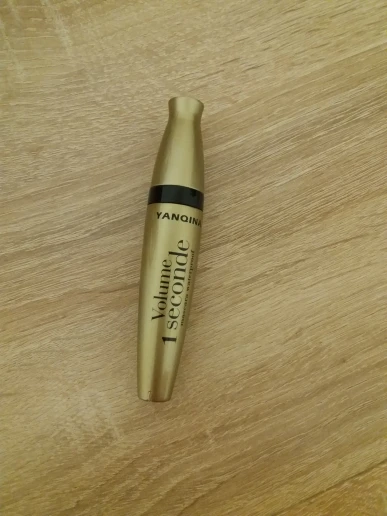 YANQINA
Volume
1 seconde